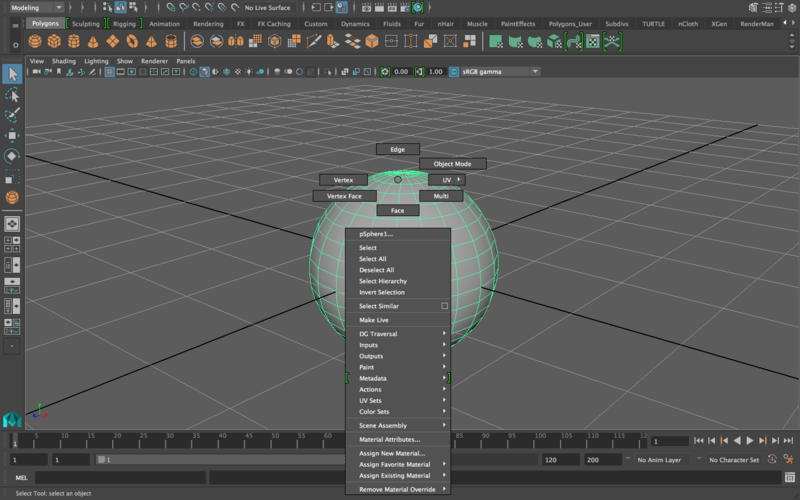 Modeling
No Live Surface
Polygons Sculpting Rigging Animation Rendering FX FX Caching Custom Dynamics Fluids Fur nHair Muscle PaintEffects Polygons_User Subdivs TURTLE nCloth XGen RenderMan
View Shading Lighting Show Renderer Panels
0.00 1.00 sRGB gamma
Edge
Object Mode
Vertex UV
Vertex Face Multi
Face
pSphere1...
Select
Select All
Deselect All
Select Hierarchy
Invert Selection
Select Similar
Make Live
DG Traversal
Inputs
Outputs
Paint
Metadata
Actions
UV Sets
Color Sets
Scene Assembly
Material Attributes...
Assign New Material...
Assign Favorite Material
Assign Existing Material
Remove Material Override
1 5 10 15 20 25 30 35 40 45 50 55 60 85 90 95 100 105 110 115 120 1
1 1 1 120 200 No Anim Layer No Character Set
MEL
Select Tool: select an object